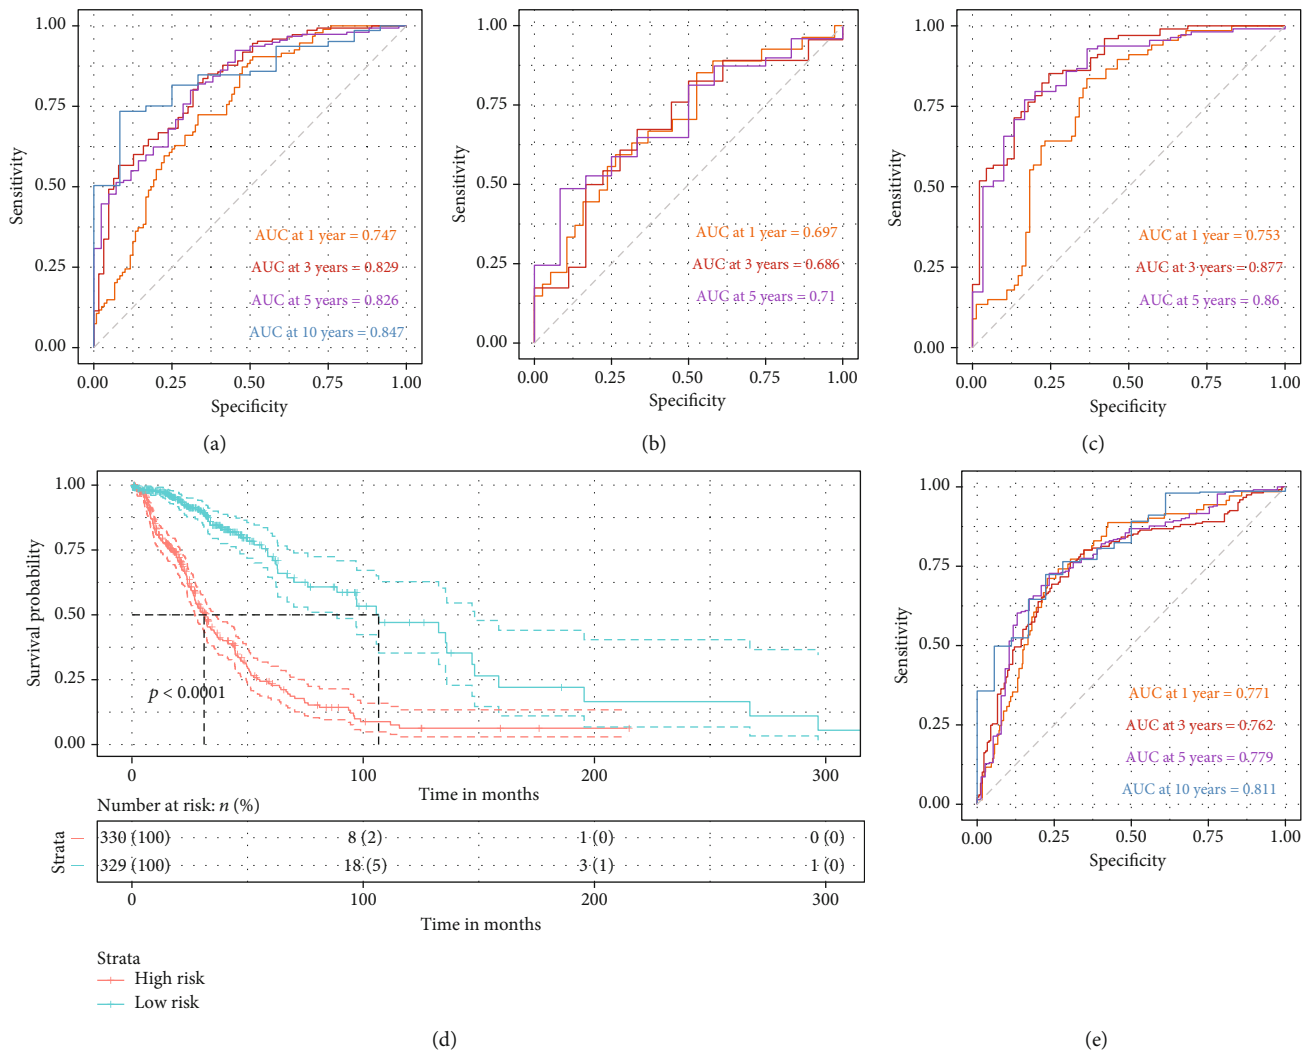 1.00
0.75
0.50
0.25
0.00
Sensitivity
AUC at 1 year = 0.747
AUC at 3 years = 0.829
AUC at 5 years = 0.826
AUC at 10 years = 0.847
0.00 0.25 0.50 0.75 1.00
Specificity
(a)
1.00
0.75
0.50
0.25
0.00
Sensitivity
AUC at 1 year = 0.697
AUC at 3 years = 0.686
AUC at 5 years = 0.71
0.00 0.25 0.50 0.75 1.00
Specificity
(b)
1.00
0.75
0.50
0.25
0.00
Sensitivity
AUC at 1 year = 0.753
AUC at 3 years = 0.877
AUC at 5 years = 0.86
0.00 0.25 0.50 0.75 1.00
Specificity
(c)
1.00
0.75
0.50
0.25
0.00
Survival probability
p < 0.0001
0 100 200 300
Time in months
Number at risk: n (%)
Strata
330 (100) 8 (2) 1 (0) 0 (0)
329 (100) 18 (5) 3 (1) 1 (0)
0 100 200 300
Time in months
Strata
High risk
Low risk
(d)
1.00
0.75
0.50
0.25
0.00
Sensitivity
AUC at 1 year = 0.771
AUC at 3 years = 0.762
AUC at 5 years = 0.779
AUC at 10 years = 0.811
0.00 0.25 0.50 0.75 1.00
Specificity
(e)